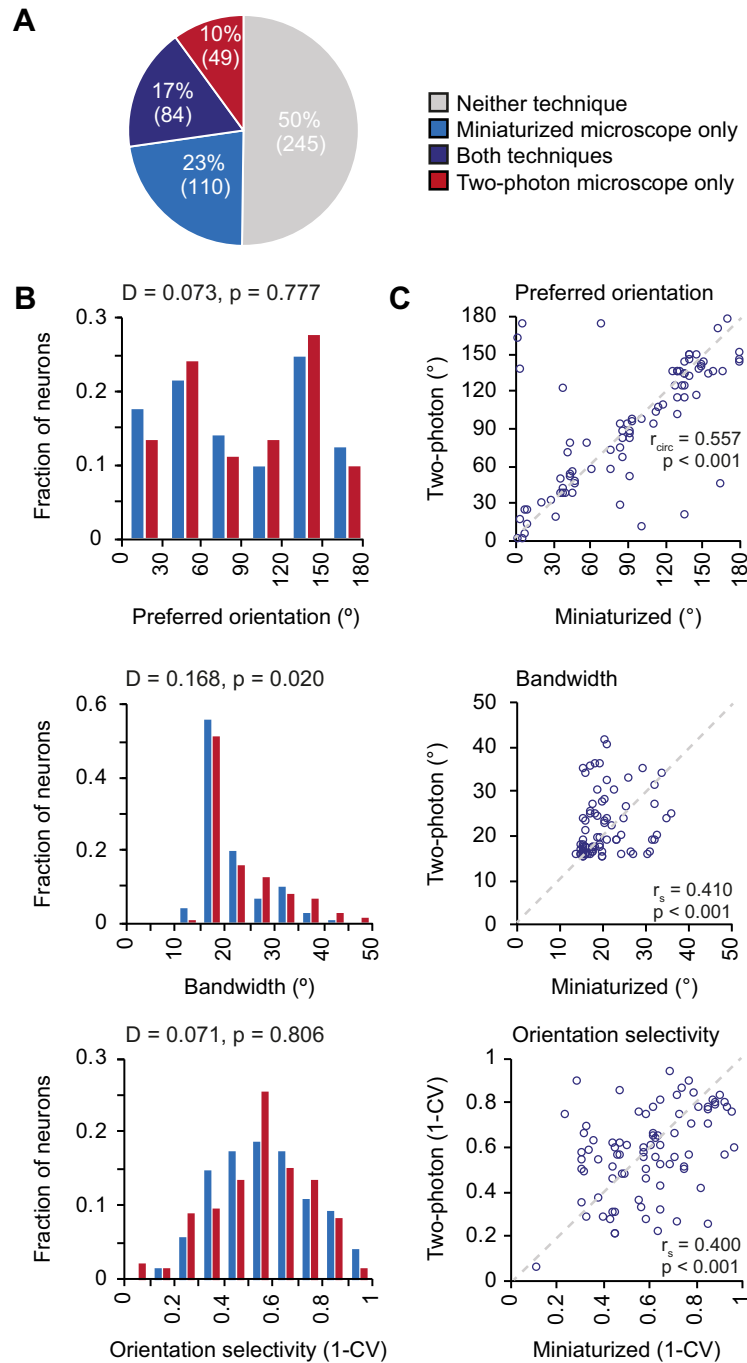 A
10%
(49)
17%
(84)
50%
(245)
23%
(110)
Neither technique
Miniaturized microscope only
Both techniques
Two-photon microscope only
B
D = 0.073, p = 0.777
Fraction of neurons
0.3
0.2
0.1
0
0 30 60 90 120 150 180
Preferred orientation (º)
D = 0.168, p = 0.020
Fraction of neurons
0.6
0.4
0.2
0
0 10 20 30 40 50
Bandwidth (º)
D = 0.071, p = 0.806
Fraction of neurons
0.3
0.2
0.1
0
0 0.2 0.4 0.6 0.8 1
Orientation selectivity (1-CV)
C
Preferred orientation
Two-photon (°)
180
150
120
90
60
30
0
r circ = 0.557
p < 0.001
0 30 60 90 120 150 180
Miniaturized (°)
Bandwidth
Two-photon (°)
50
40
30
20
10
0
r s = 0.410
p < 0.001
0 10 20 30 40 50
Miniaturized (°)
Orientation selectivity
Two-photon (1-CV)
1
0.8
0.6
0.4
0.2
0
r s = 0.400
p < 0.001
0 0.2 0.4 0.6 0.8 1
Miniaturized (1-CV)